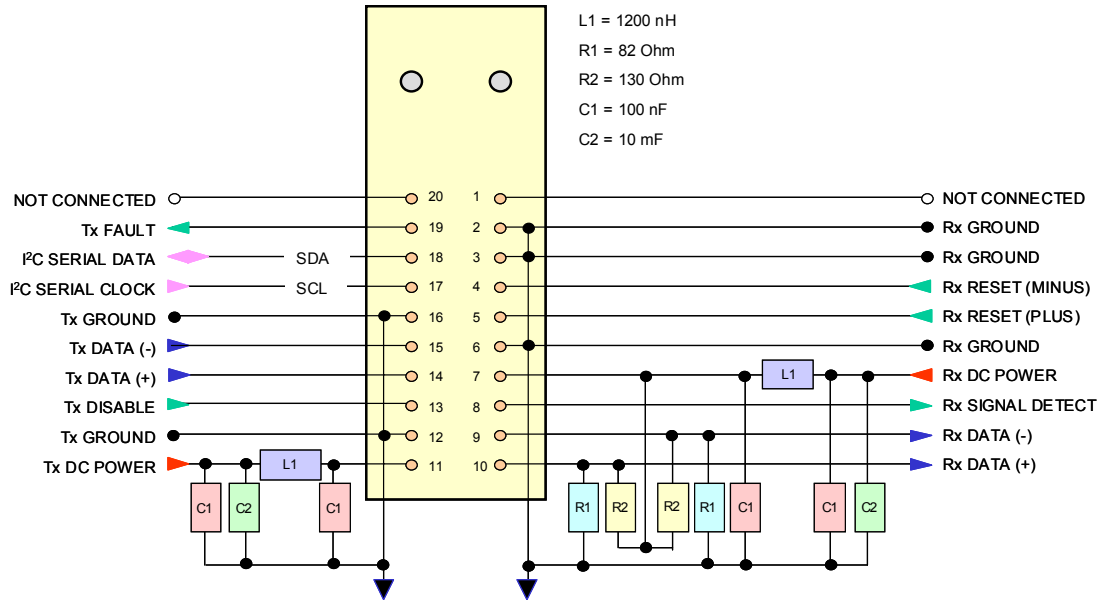 L1 = 1200 nH
R1 = 82 Ohm
R2 = 130 Ohm
C1 = 100 nF
C2 = 10 mF
NOT CONNECTED 20 1 NOT CONNECTED
Tx FAULT 19 2 Rx GROUND
I²C SERIAL DATA SDA 18 3 Rx GROUND
I²C SERIAL CLOCK SCL 17 4 Rx RESET (MINUS)
Tx GROUND 16 5 Rx RESET (PLUS)
Tx DATA (-) 15 6 Rx GROUND
Tx DATA (+) 14 7 L1 Rx DC POWER
Tx DISABLE 13 8 Rx SIGNAL DETECT
Tx GROUND 12 9 Rx DATA (-)
Tx DC POWER L1 11 10 Rx DATA (+)
C1 C2 C1 R1 R2 R2 R1 C1 C1 C2